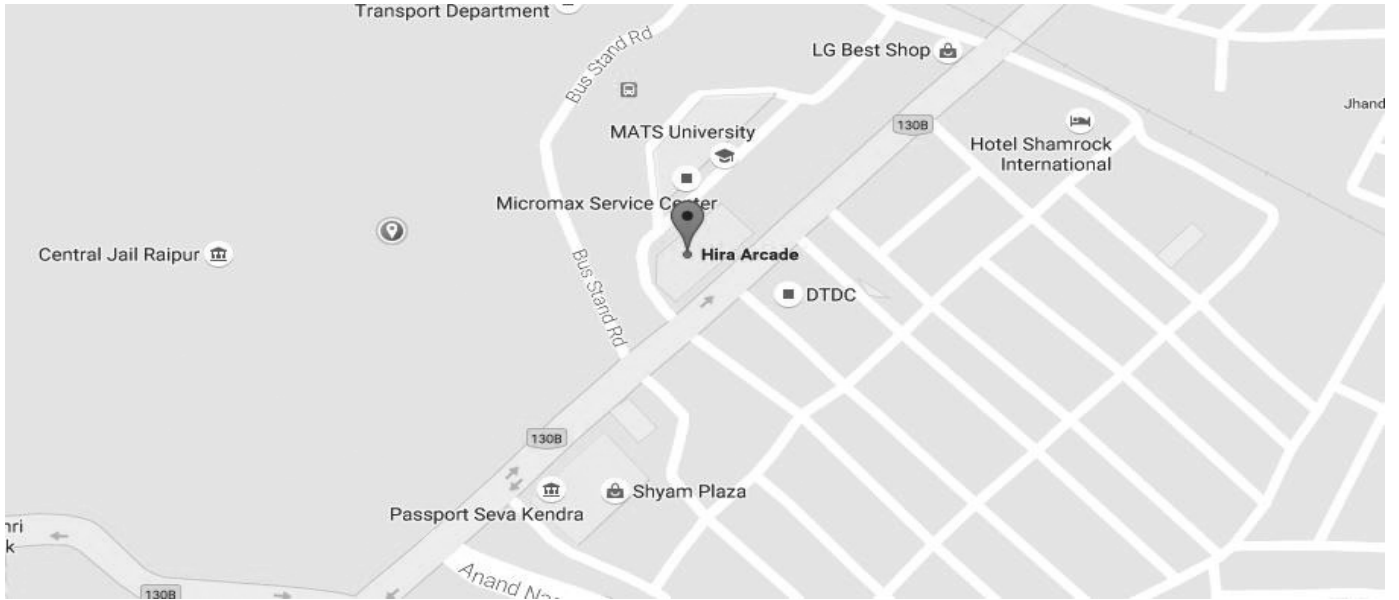 Transport Department
Bus Stand Rd
LG Best Shop
Jhand
130B
MATS University
Hotel Shamrock
International
Micromax Service Center
Central Jail Raipur
Hira Arcade
Bus Stand Rd
DTDC
130B
Shyam Plaza
Passport Seva Kendra
hri
k
Anand Na
130B